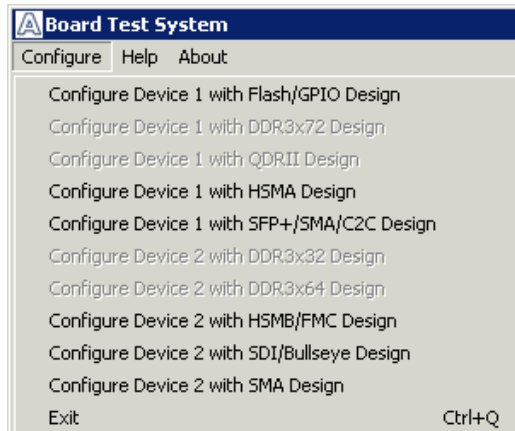 Board Test System
Configure Help About
Configure Device 1 with Flash/GPIO Design
Configure Device 1 with DDR3x72 Design
Configure Device 1 with QDRII Design
Configure Device 1 with HSMA Design
Configure Device 1 with SFP+/SMA/C2C Design
Configure Device 2 with DDR3x32 Design
Configure Device 2 with DDR3x64 Design
Configure Device 2 with HSMB/FMC Design
Configure Device 2 with SDI/Bullseye Design
Configure Device 2 with SMA Design
Exit Ctrl+Q